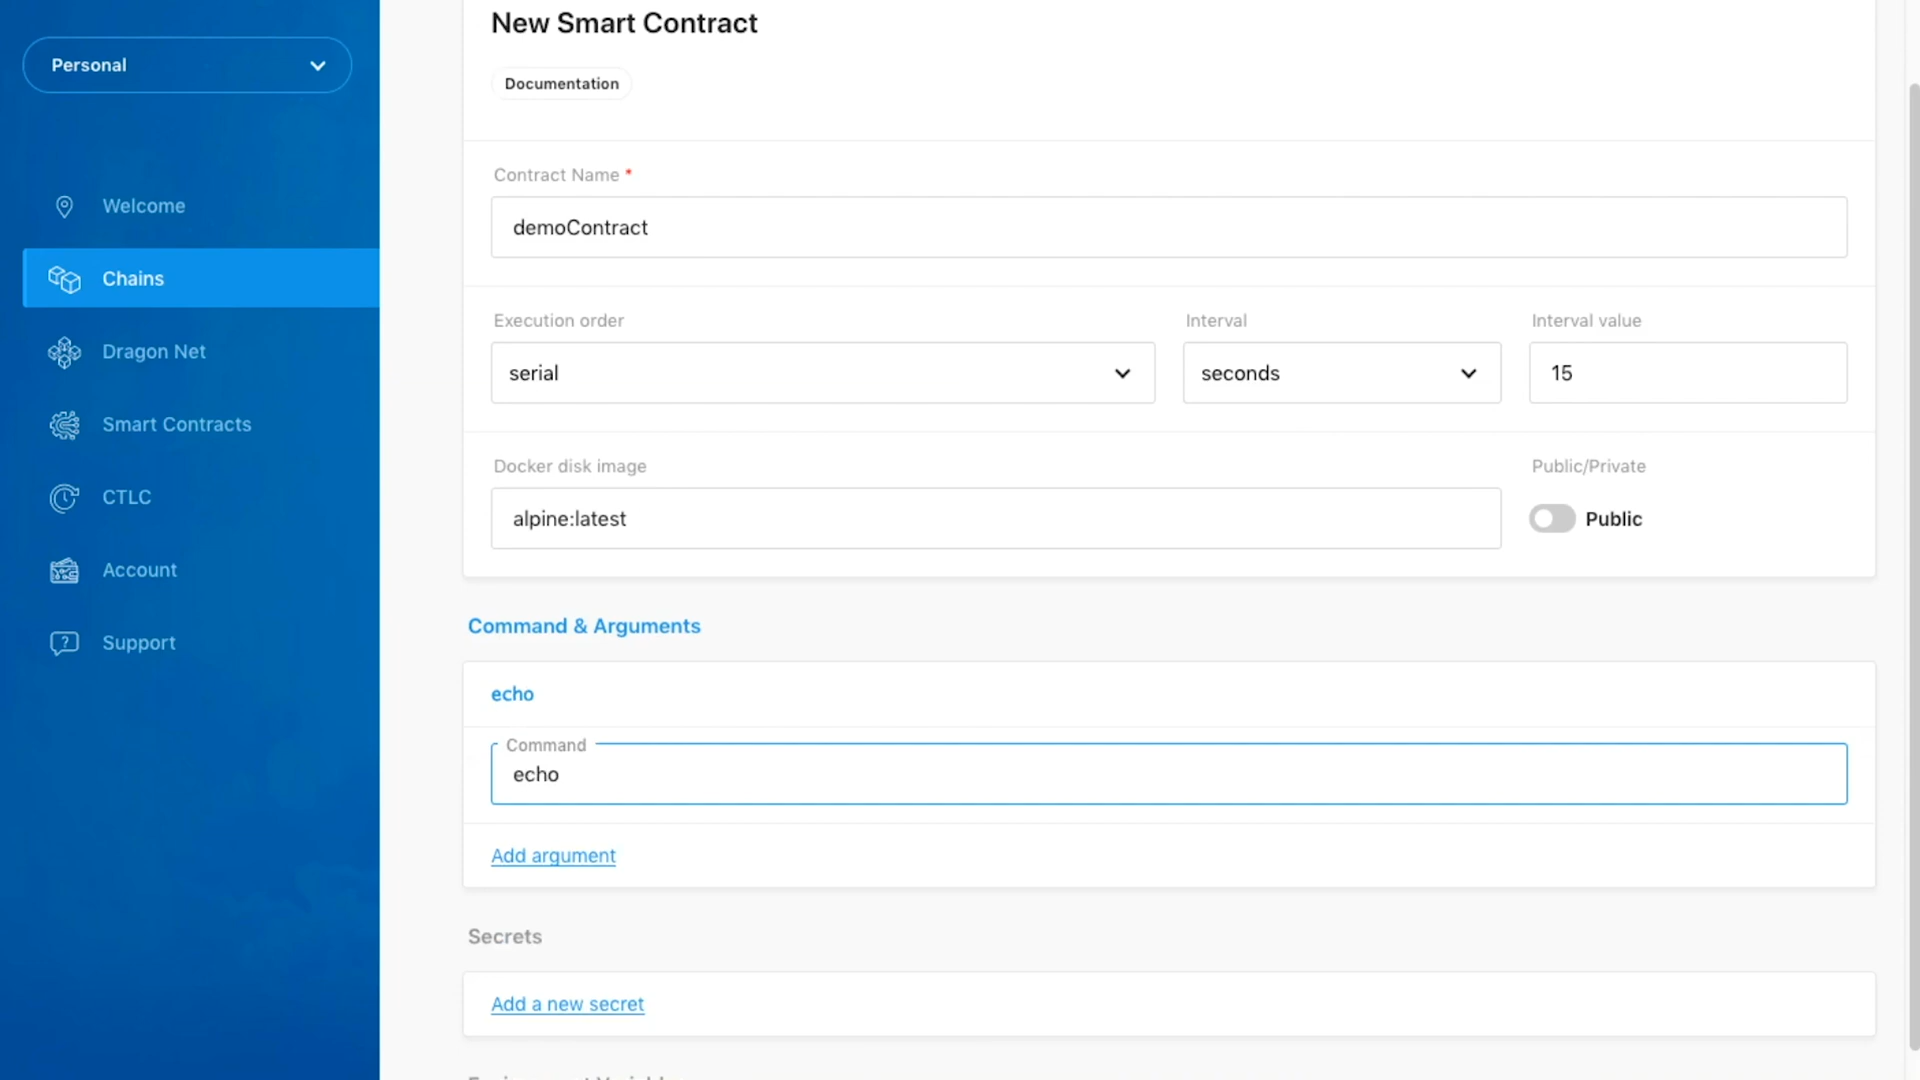 New Smart Contract
Personal
Documentation
Welcome
Contract Name *
demoContract
Chains
Execution order
Interval
Interval value
Dragon Net
serial
seconds
15
Smart Contracts
Docker disk image
Public/Private
CTLC
alpine:latest
Public
Account
Command & Arguments
Support
echo
Command
echo
Add argument
Secrets
Add a new secret